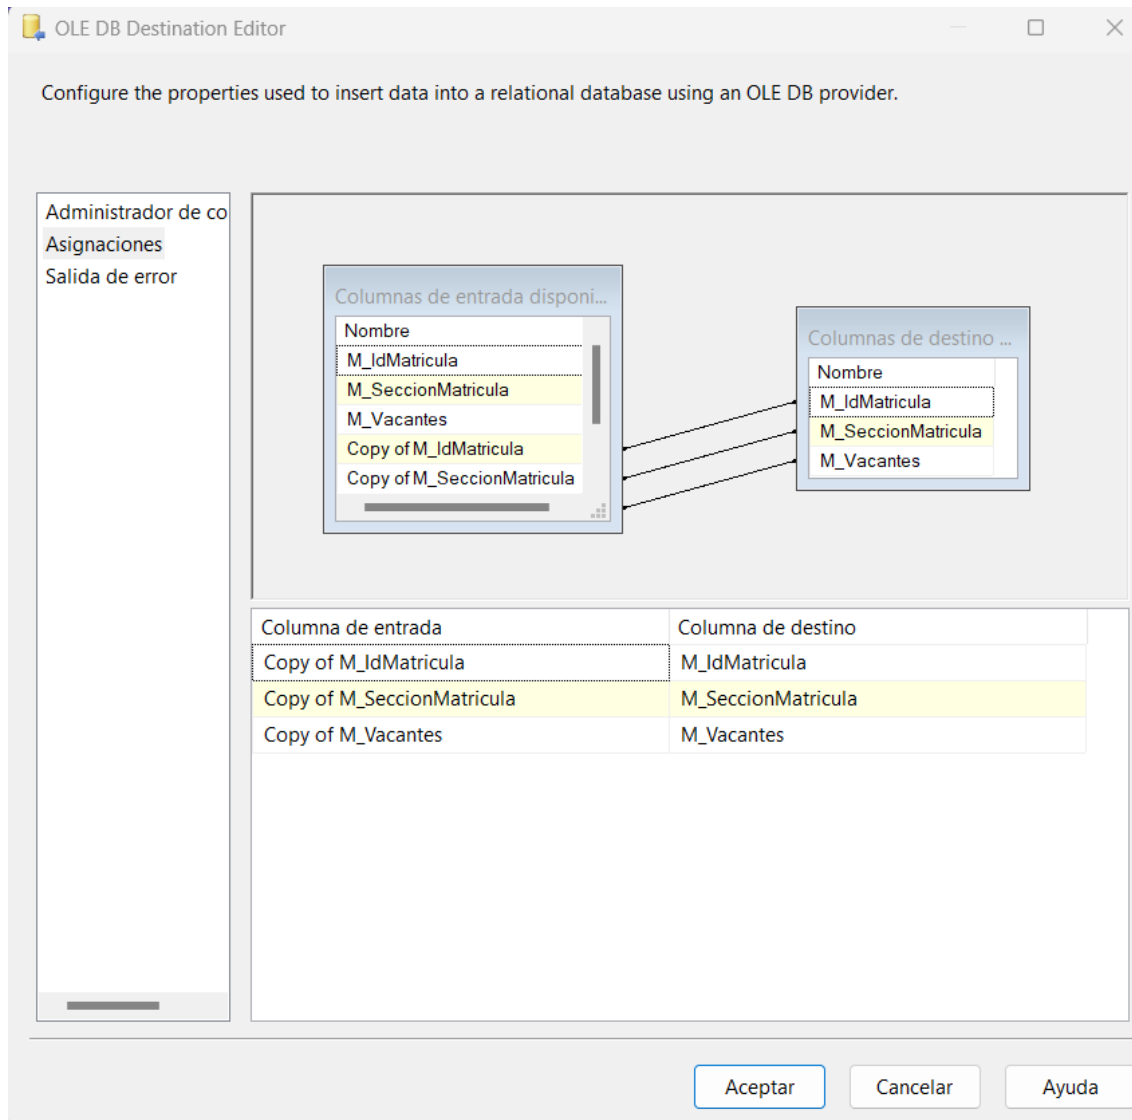 OLE DB Destination Editor
Configure the properties used to insert data into a relational database using an OLE DB provider.
Administrador de co
Asignaciones
Salida de error
Columnas de entrada disponi...
Nombre
M_IdMatricula
M_SeccionMatricula
M_Vacantes
Copy of M_IdMatricula
Copy of M_SeccionMatricula
Columnas de destino ...
Nombre
M_IdMatricula
M_SeccionMatricula
M_Vacantes
Columna de entrada Columna de destino
Copy of M_IdMatricula M_IdMatricula
Copy of M_SeccionMatricula M_SeccionMatricula
Copy of M_Vacantes M_Vacantes
Aceptar Cancelar Ayuda